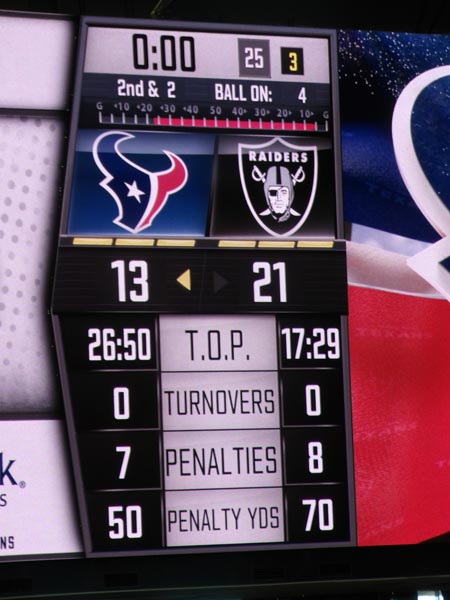 0:00 25 3
2nd & 2 BALL ON: 4
G 10 20 30 40 50 40 30 20 10 G
RAIDERS
13 21
26:50 T.O.P. 17:29
0 TURNOVERS 0
7 PENALTIES 8
50 PENALTY YDS 70
k®
S
NS